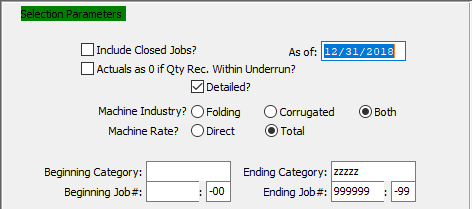 Selection Parameters
Include Closed Jobs? As of: 12/31/2018
Actuals as 0 if Qty Rec. Within Underrun?
Detailed?
Machine Industry? Folding Corrugated Both
Machine Rate? Direct Total
Beginning Category: Ending Category: zzzzz
Beginning Job#: : -00 Ending Job#: 999999 : -99